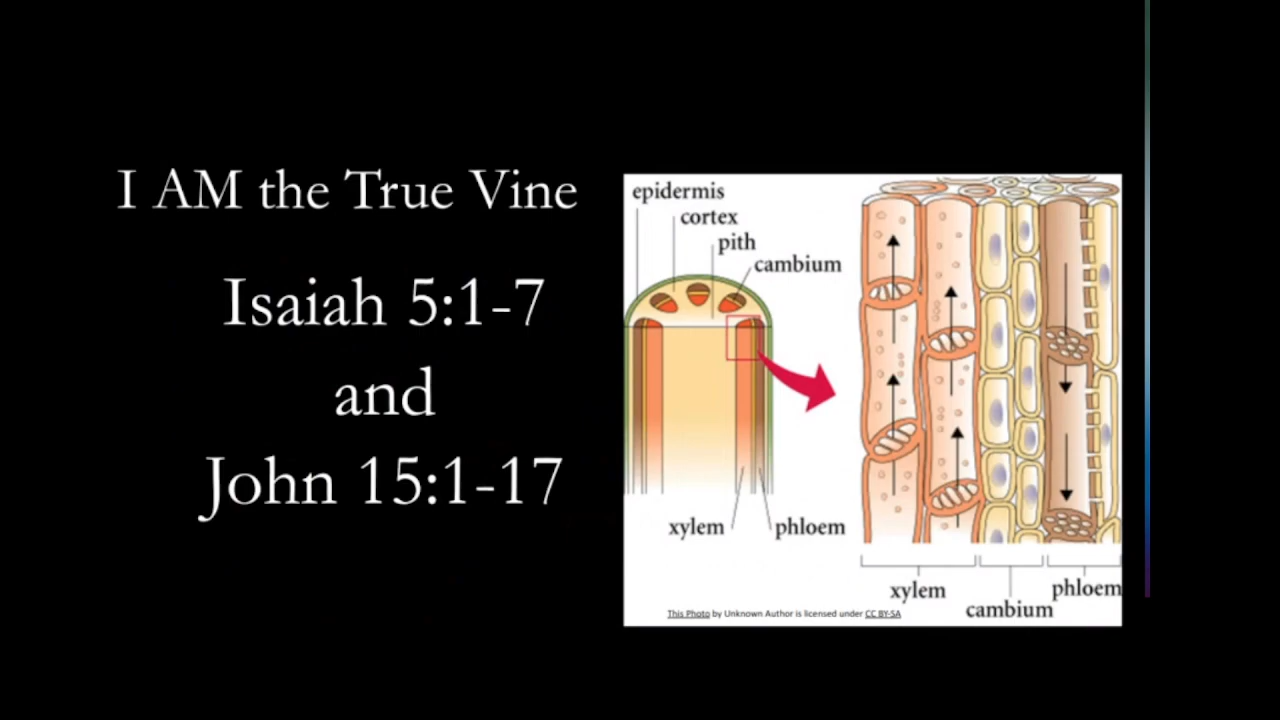 I AM the True Vine
Isaiah 5:1-7
and
John 15:1-17
epidermis
cortex
pith
cambium
xylem
phloem
xylem
cambium
phloem
This Photo by Unknown Author is licensed under CC BY-SA